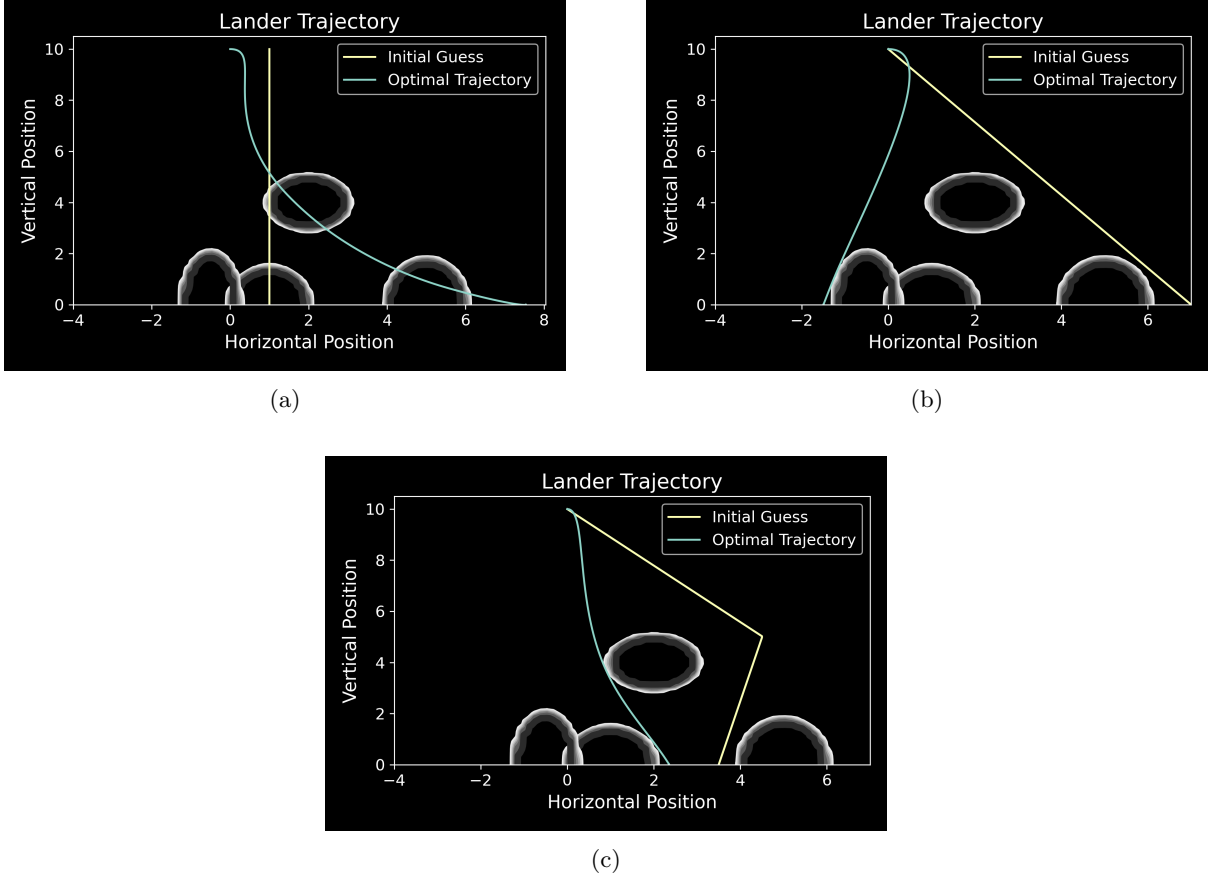 Lander Trajectory
10
8
6
4
2
0
Vertical Position
Initial Guess
Optimal Trajectory
−4
−2
0
2
4
6
8
Horizontal Position
(a)
Lander Trajectory
10
8
6
4
2
0
Vertical Position
Initial Guess
Optimal Trajectory
−4
−2
0
2
4
6
Horizontal Position
(b)
Lander Trajectory
10
8
6
4
2
0
Vertical Position
Initial Guess
Optimal Trajectory
−4
−2
0
2
4
6
Horizontal Position
(c)